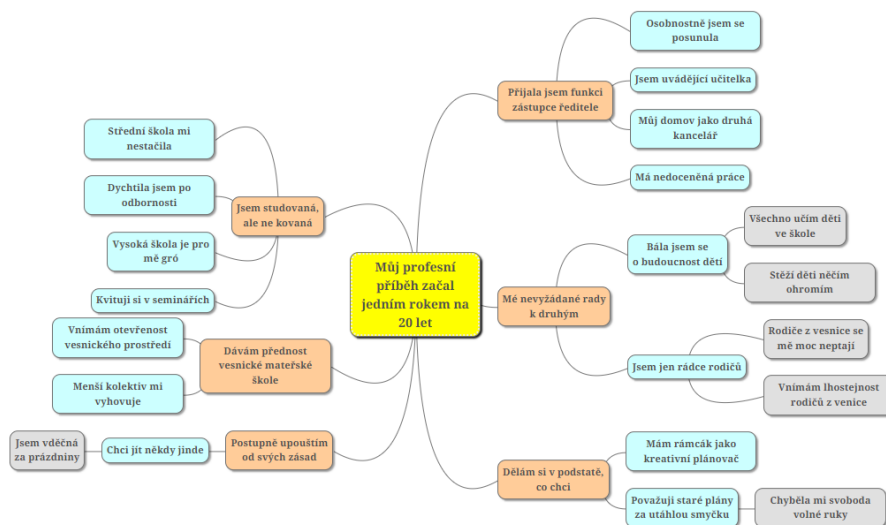 Můj profesní
příběh začal
jedním rokem na
20 let
Přijala jsem funkci
zástupce ředitele
Osobnostně jsem se
posunula
Jsem uvádějící učitelka
Můj domov jako druhá
kancelář
Má nedoceněná práce
Mé nevyžádané rady
k druhým
Bála jsem se
o budoucnost dětí
Všechno učím děti
ve škole
Stěží děti něčím
ohromím
Jsem jen rádce rodičů
Rodiče z vesnice se
mě moc neptají
Vnímám lhostejnost
rodičů z venice
Dělám si v podstatě,
co chci
Mám rámcák jako
kreativní plánovač
Považuji staré plány
za utáhlou smyčku
Chyběla mi svoboda
volné ruky
Jsem studovaná,
ale ne kovaná
Střední škola mi
nestačila
Dychtila jsem po
odbornosti
Vysoká škola je pro
mě gró
Kvituji si v seminářích
Dávám přednost
vesnické mateřské
škole
Vnímám otevřenost
vesnického prostředí
Menší kolektiv mi
vyhovuje
Postupně upouštím
od svých zásad
Chci jít někdy jinde
Jsem vděčná
za prázdniny